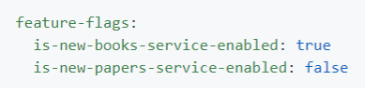 feature-flags:
  is-new-books-service-enabled: true
  is-new-papers-service-enabled: false